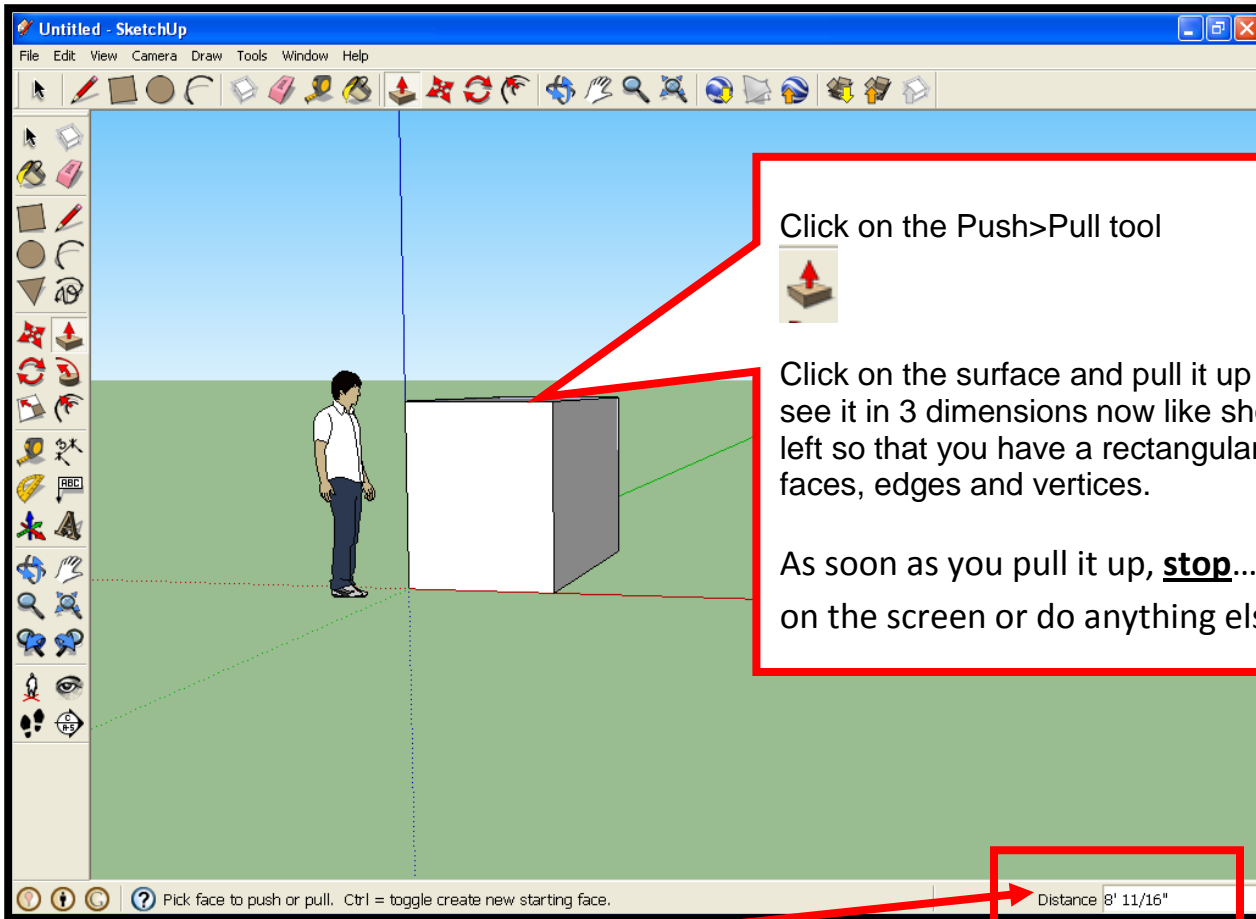 Untitled - SketchUp
File Edit View Camera Draw Tools Window Help
Click on the Push>Pull tool
Click on the surface and pull it up
see it in 3 dimensions now like sh
left so that you have a rectangular
faces, edges and vertices.
As soon as you pull it up, stop...
on the screen or do anything els
ABC
A
Pick face to push or pull. Ctrl = toggle create new starting face.
Distance 8' 11/16"